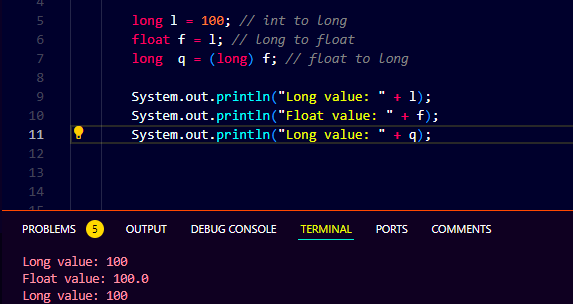 4
5 long l = 100; // int to long
6 float f = l; // long to float
7 long  q = (long) f; // float to long
8
9 System.out.println("Long value: " + l);
10 System.out.println("Float value: " + f);
11 System.out.println("Long value: " + q);
12
13
14
15
PROBLEMS 5 OUTPUT DEBUG CONSOLE TERMINAL PORTS COMMENTS
Long value: 100
Float value: 100.0
Long value: 100